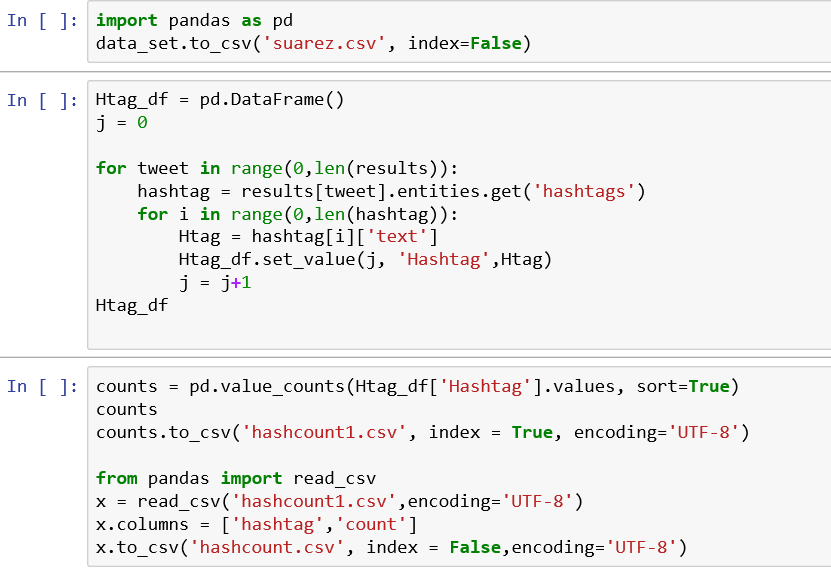 In [ ]: import pandas as pd
data_set.to_csv('suarez.csv', index=False)
In [ ]: Htag_df = pd.DataFrame()
j = 0
for tweet in range(0,len(results)):
    hashtag = results[tweet].entities.get('hashtags')
    for i in range(0,len(hashtag)):
        Htag = hashtag[i]['text']
        Htag_df.set_value(j, 'Hashtag',Htag)
        j = j+1
Htag_df
In [ ]: counts = pd.value_counts(Htag_df['Hashtag'].values, sort=True)
counts
counts.to_csv('hashcount1.csv', index = True, encoding='UTF-8')
from pandas import read_csv
x = read_csv('hashcount1.csv',encoding='UTF-8')
x.columns = ['hashtag','count']
x.to_csv('hashcount.csv', index = False,encoding='UTF-8')